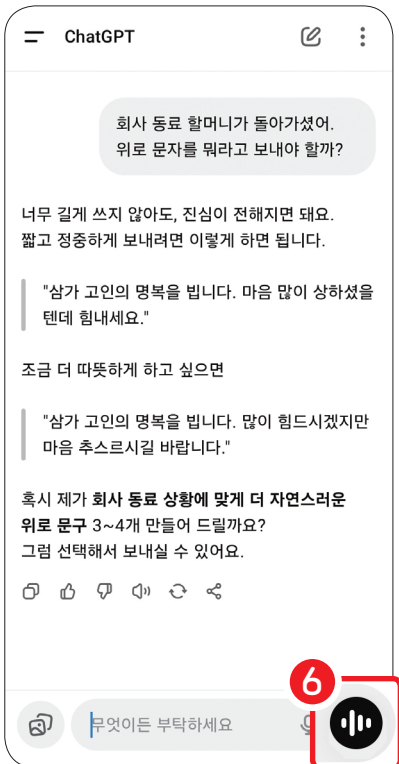 ChatGPT
회사 동료 할머니가 돌아가셨어.
위로 문자를 뭐라고 보내야 할까?
너무 길게 쓰지 않아도, 진심이 전해지면 돼요.
짧고 정중하게 보내려면 이렇게 하면 됩니다.
"삼가 고인의 명복을 빕니다. 마음 많이 상하셨을
텐데 힘내세요."
조금 더 따뜻하게 하고 싶으면
"삼가 고인의 명복을 빕니다. 많이 힘드시겠지만
마음 추스르시길 바랍니다."
혹시 제가 회사 동료 상황에 맞게 더 자연스러운
위로 문구 3~4개 만들어 드릴까요?
그럼 선택해서 보내실 수 있어요.
6
무엇이든 부탁하세요